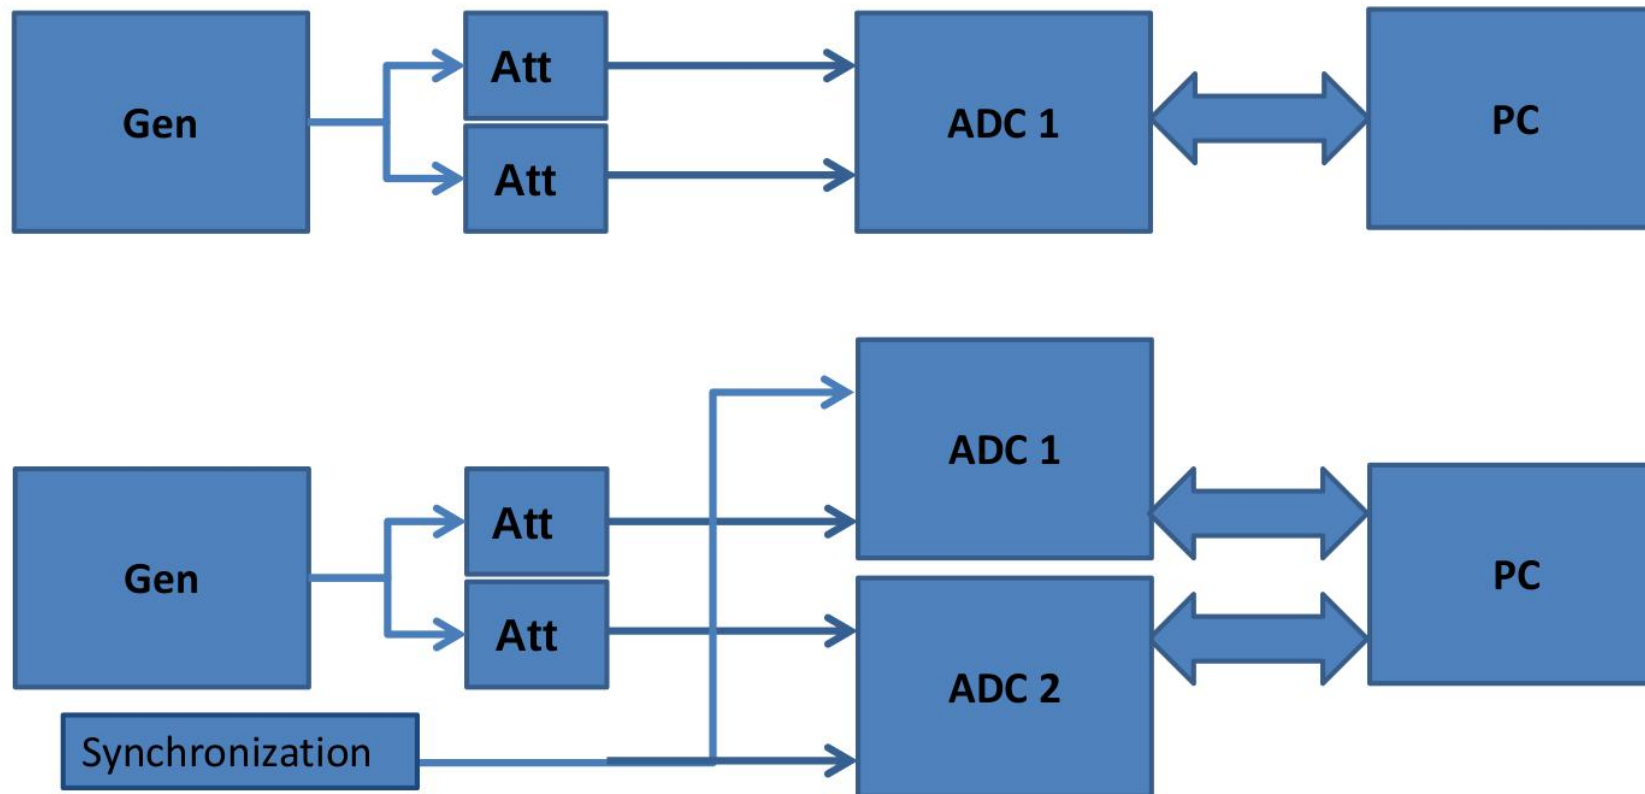 Gen
Att
Att
ADC 1
PC
Gen
Att
Att
ADC 1
ADC 2
PC
Synchronization